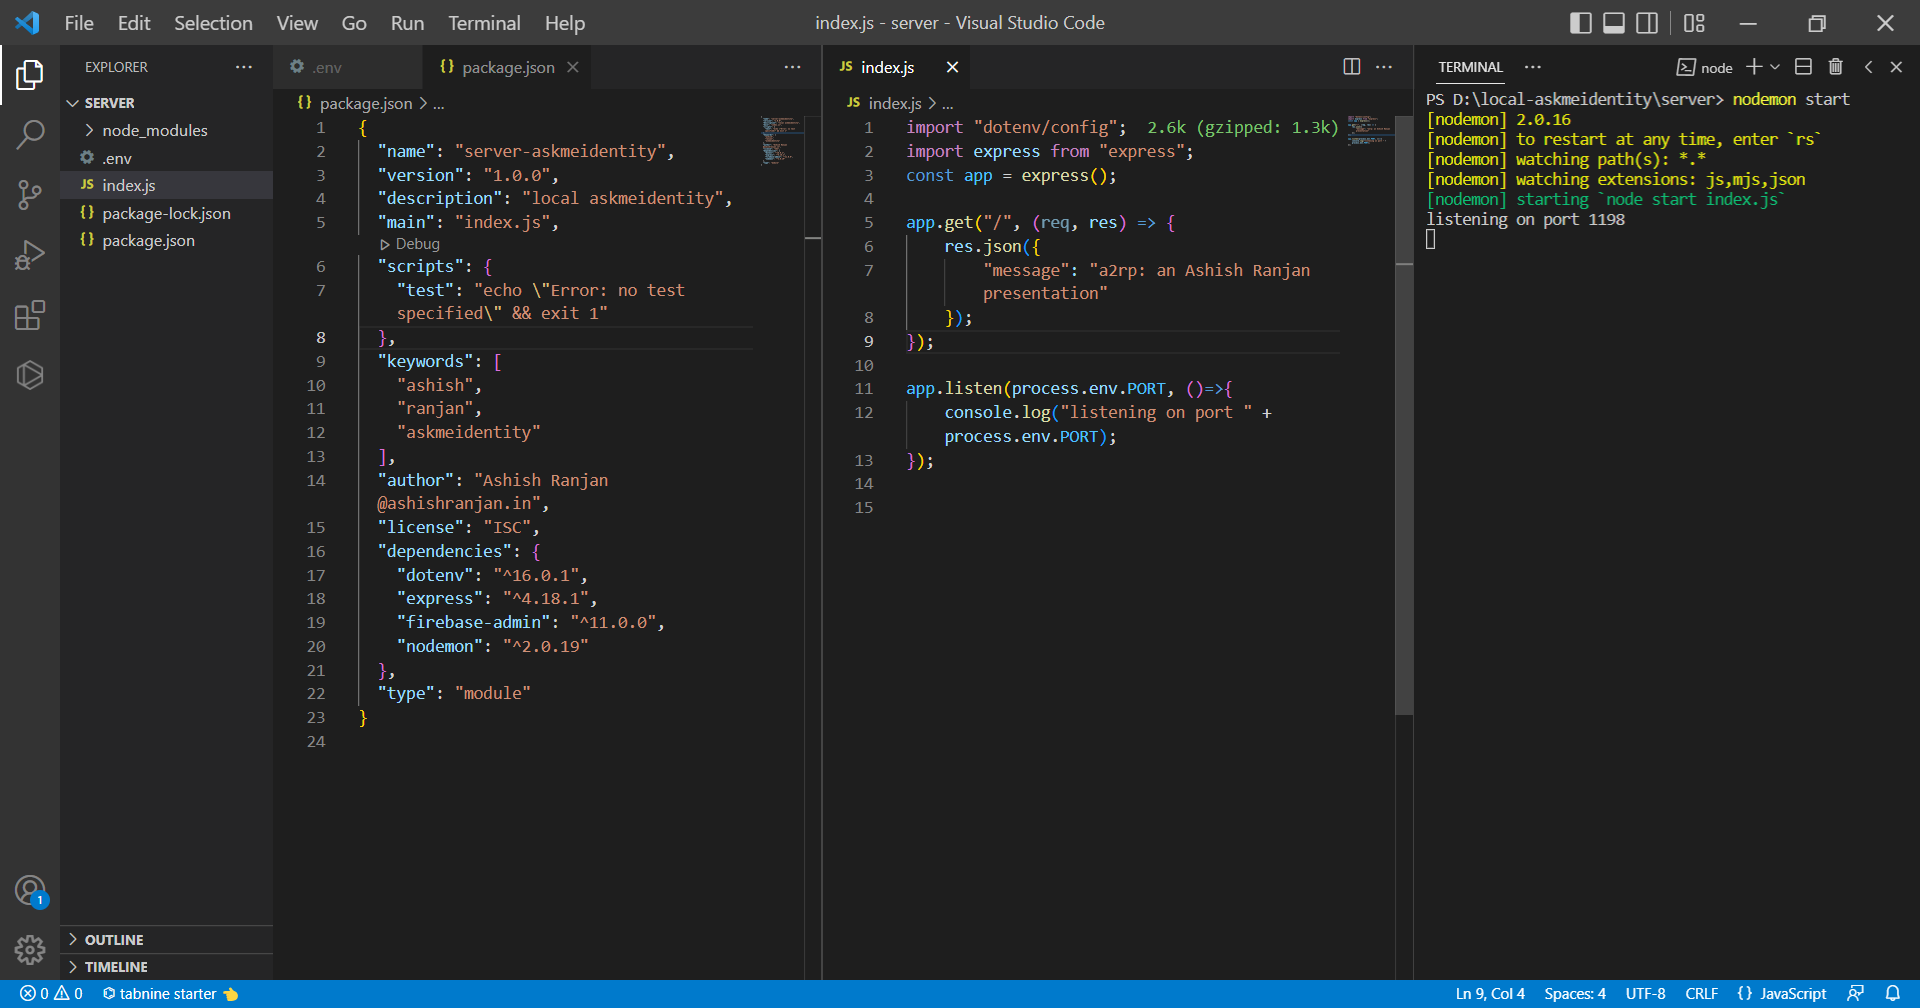 File Edit Selection View Go Run Terminal Help
index.js - server - Visual Studio Code
EXPLORER ...
SERVER
node_modules
.env
JS index.js
{} package-lock.json
{} package.json
OUTLINE
TIMELINE
.env
{} package.json
...
{} package.json > ...
1 {
2 "name": "server-askmeidentity",
3 "version": "1.0.0",
4 "description": "local askmeidentity",
5 "main": "index.js",
Debug
6 "scripts": {
7 "test": "echo \"Error: no test
specified\" && exit 1"
8 },
9 "keywords": [
10 "ashish",
11 "ranjan",
12 "askmeidentity"
13 ],
14 "author": "Ashish Ranjan
@ashishranjan.in",
15 "license": "ISC",
16 "dependencies": {
17 "dotenv": "^16.0.1",
18 "express": "^4.18.1",
19 "firebase-admin": "^11.0.0",
20 "nodemon": "^2.0.19"
21 },
22 "type": "module"
23 }
24
JS index.js
...
JS index.js > ...
1 import "dotenv/config"; 2.6k (gzipped: 1.3k)
2 import express from "express";
3 const app = express();
4
5 app.get("/", (req, res) => {
6 res.json({
7 "message": "a2rp: an Ashish Ranjan
presentation"
8 });
9 });
10
11 app.listen(process.env.PORT, ()=>{
12 console.log("listening on port " +
process.env.PORT);
13 });
14
15
TERMINAL ... node
PS D:\local-askmeidentity\server> nodemon start
[nodemon] 2.0.16
[nodemon] to restart at any time, enter `rs`
[nodemon] watching path(s): *.*
[nodemon] watching extensions: js,mjs,json
[nodemon] starting `node start index.js`
listening on port 1198
1
0 0 tabnine starter
Ln 9, Col 4 Spaces: 4 UTF-8 CRLF {} JavaScript